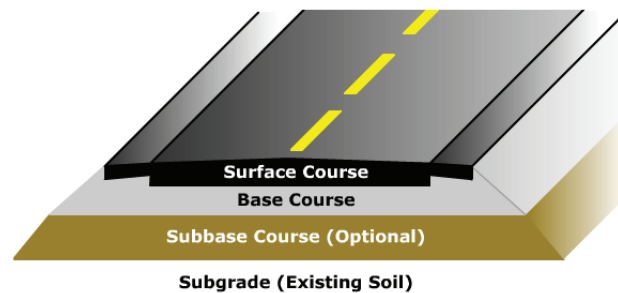 Surface Course
Base Course
Subbase Course (Optional)
Subgrade (Existing Soil)